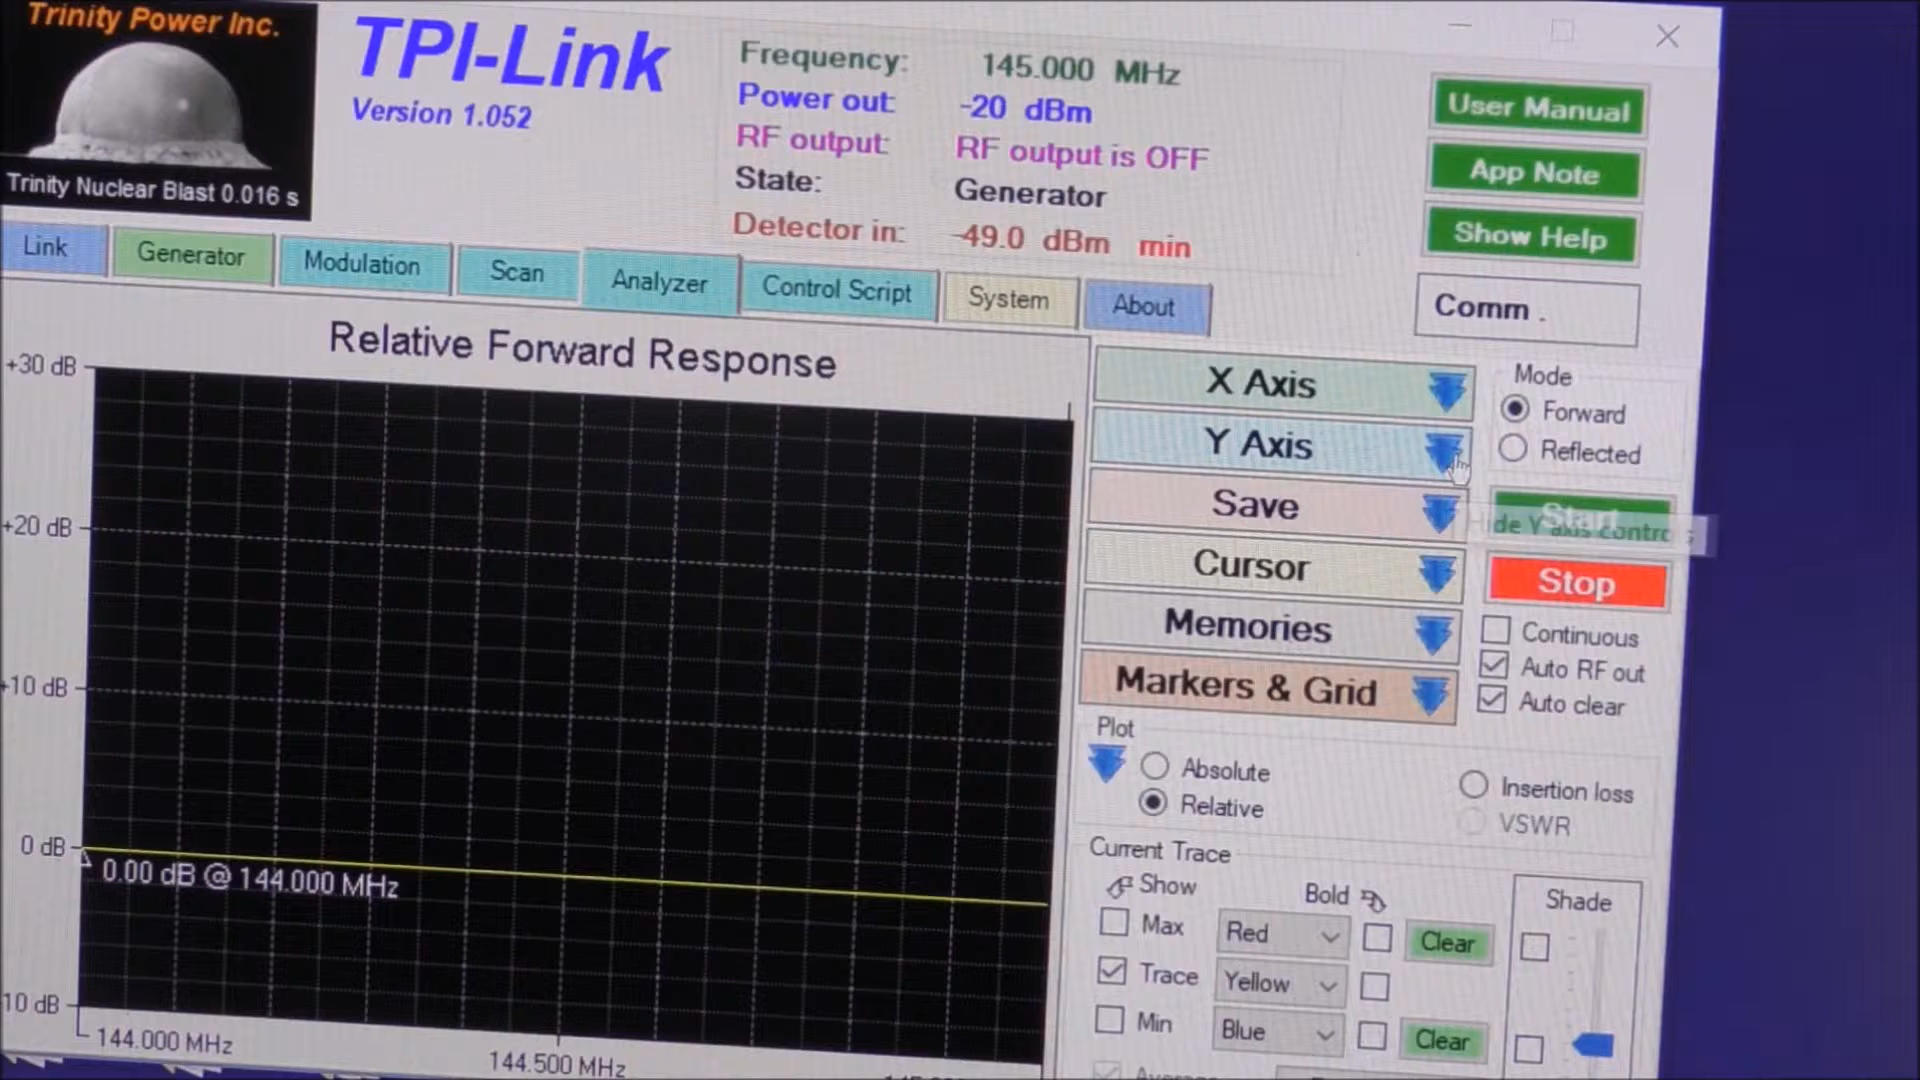 Trinity Power Inc.
Trinity Nuclear Blast 0.016 s
TPI-Link
Version 1.052
Frequency: 145.000 MHz
Power out: -20 dBm
RF output: RF output is OFF
State: Generator
Detector in: -49.0 dBm min
User Manual
App Note
Show Help
Comm .
Link Generator Modulation Scan Analyzer Control Script System About
Relative Forward Response
+30 dB
+20 dB
+10 dB
0 dB
10 dB
0.00 dB @ 144.000 MHz
144.000 MHz
144.500 MHz
X Axis
Y Axis
Save
Cursor
Memories
Markers & Grid
Mode
Forward
Reflected
Start
Hide Y axis controls
Stop
Continuous
Auto RF out
Auto clear
Plot
Absolute
Relative
Insertion loss
VSWR
Current Trace
Show Bold
Max Red Clear
Trace Yellow
Min Blue Clear
Shade